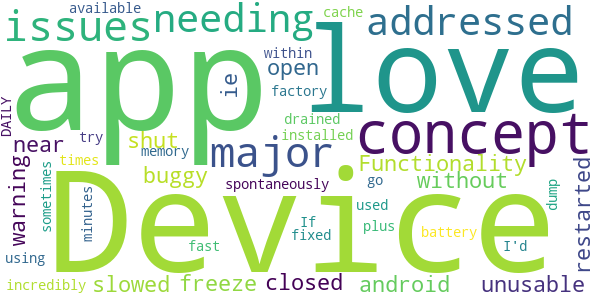 available
cache
issues
needing
addressed
app
love
within
open
ie
factory
DAILY
concept
drained
installed
near
try
shut
memory
major
Functionality
times
warning
sometimes
minutes
buggy
spontaneously
without
go
Device
used
If
fixed
plus
dump
restarted
battery
I'd
fast
using
incredibly
slowed
freeze
closed
android
unusable